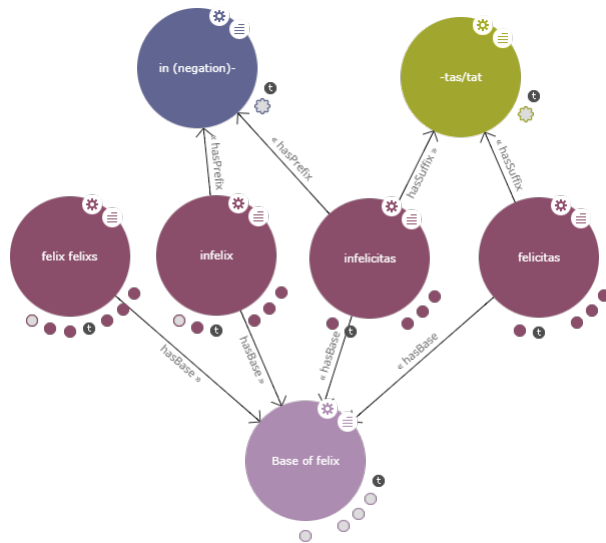 in (negation)-
-tas/tat
t
t
« hasPrefix
« hasPrefix
hasSuffix »
« hasSuffix
felix felixs
infelix
infelicitas
felicitas
t
t
t
t
hasBase »
hasBase »
« hasBase
« hasBase
Base of felix
t